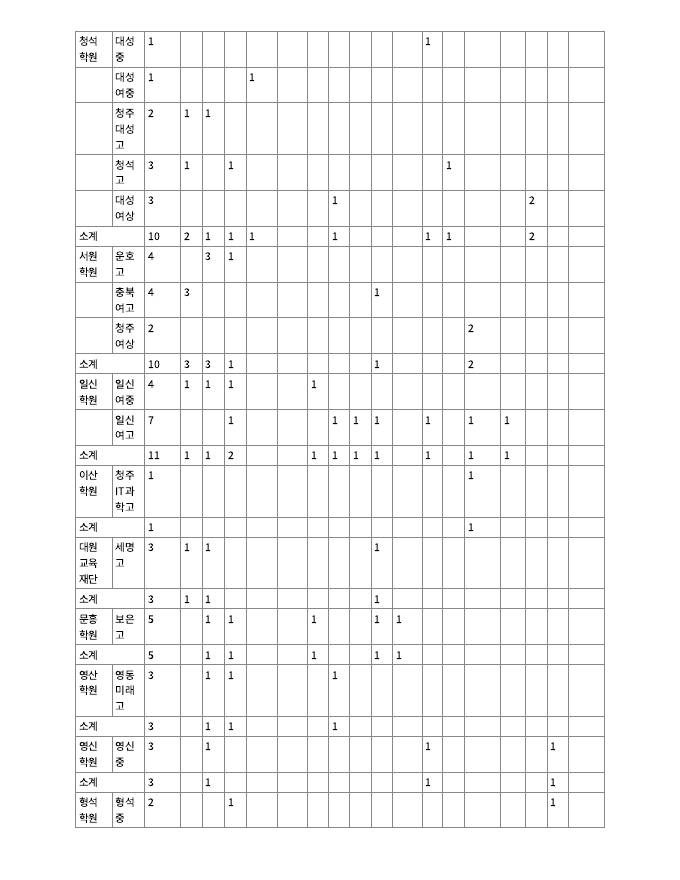 청석 대성 1 1
학원 중
대성 1 1
여중
청주 2 1 1
대성
고
청석 3 1 1 1
고
대성 3 1 2
여상
소계 10 2 1 1 1 1 1 1 2
서원 운호 4 3 1
학원 고
충북 4 3 1
여고
청주 2 2
여상
소계 10 3 3 1 1 2
일신 일신 4 1 1 1 1
학원 여중
일신 7 1 1 1 1 1 1 1
여고
소계 11 1 1 2 1 1 1 1 1 1 1
이산 청주 1 1
학원 IT과
학고
소계 1 1
대원 세명 3 1 1 1
교육 고
재단
소계 3 1 1 1
문흥 보은 5 1 1 1 1 1
학원 고
소계 5 1 1 1 1 1
영산 영동 3 1 1 1
학원 미래
고
소계 3 1 1 1
영신 영신 3 1 1 1
학원 중
소계 3 1 1 1
형석 형석 2 1 1
학원 중